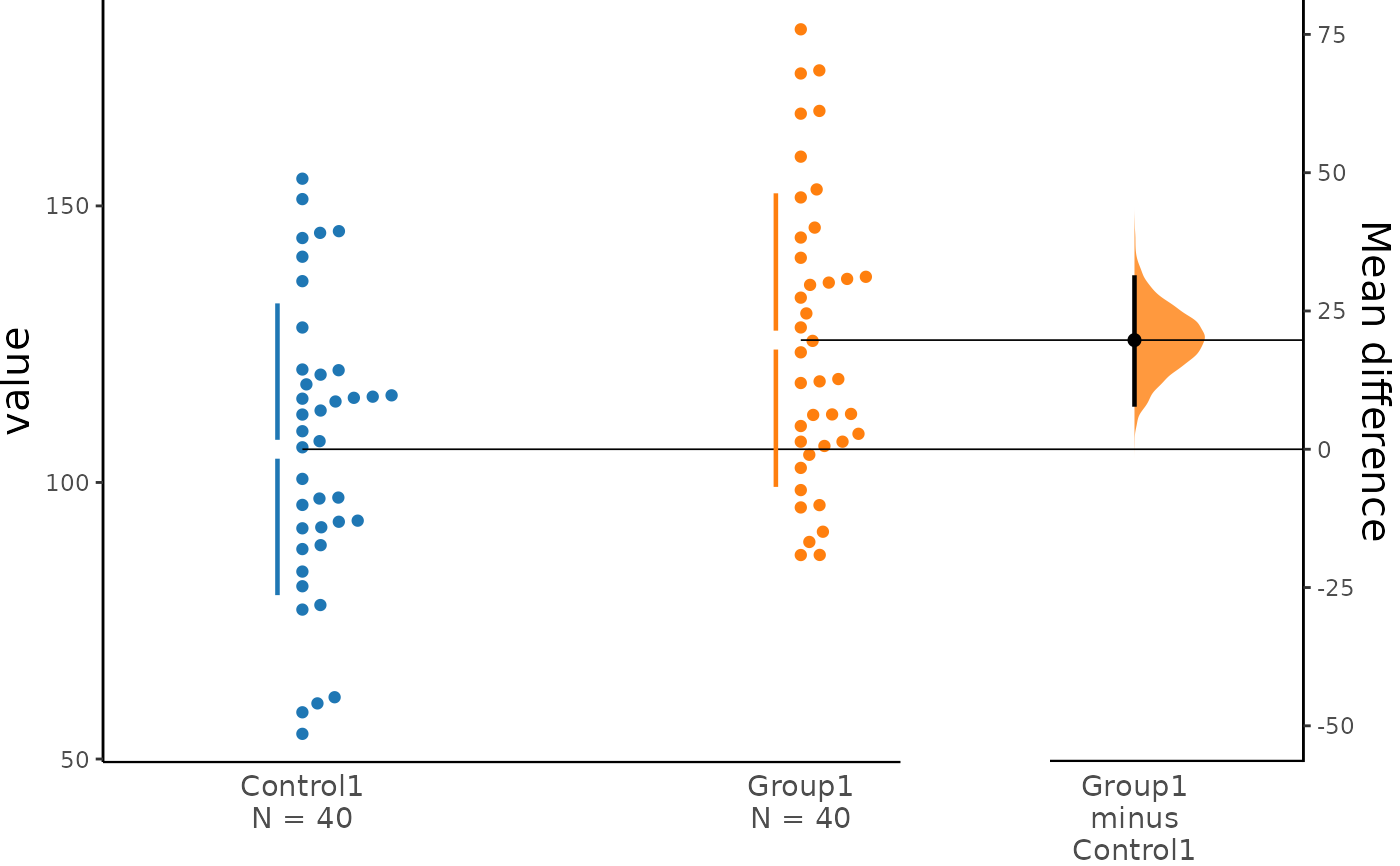 value
150
100
50
Control1
N = 40
Group1
N = 40
Group1
minus
Control1
75
50
25
0
-25
-50
Mean difference